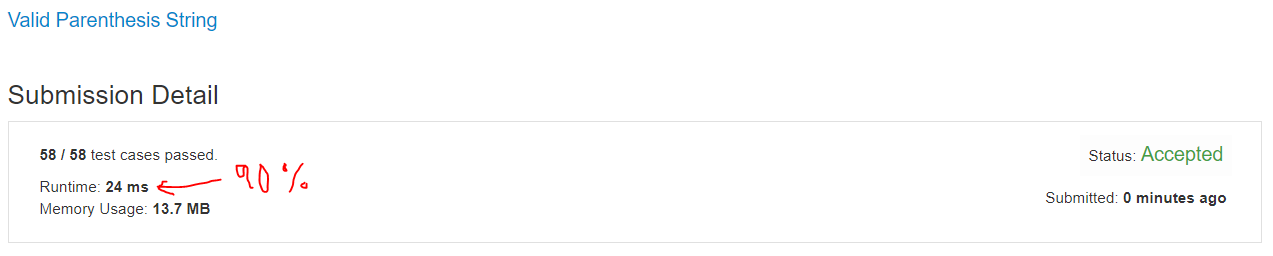 Valid Parenthesis String
Submission Detail
58 / 58 test cases passed.
Status: Accepted
Runtime: 24 ms
90%
Submitted: 0 minutes ago
Memory Usage: 13.7 MB